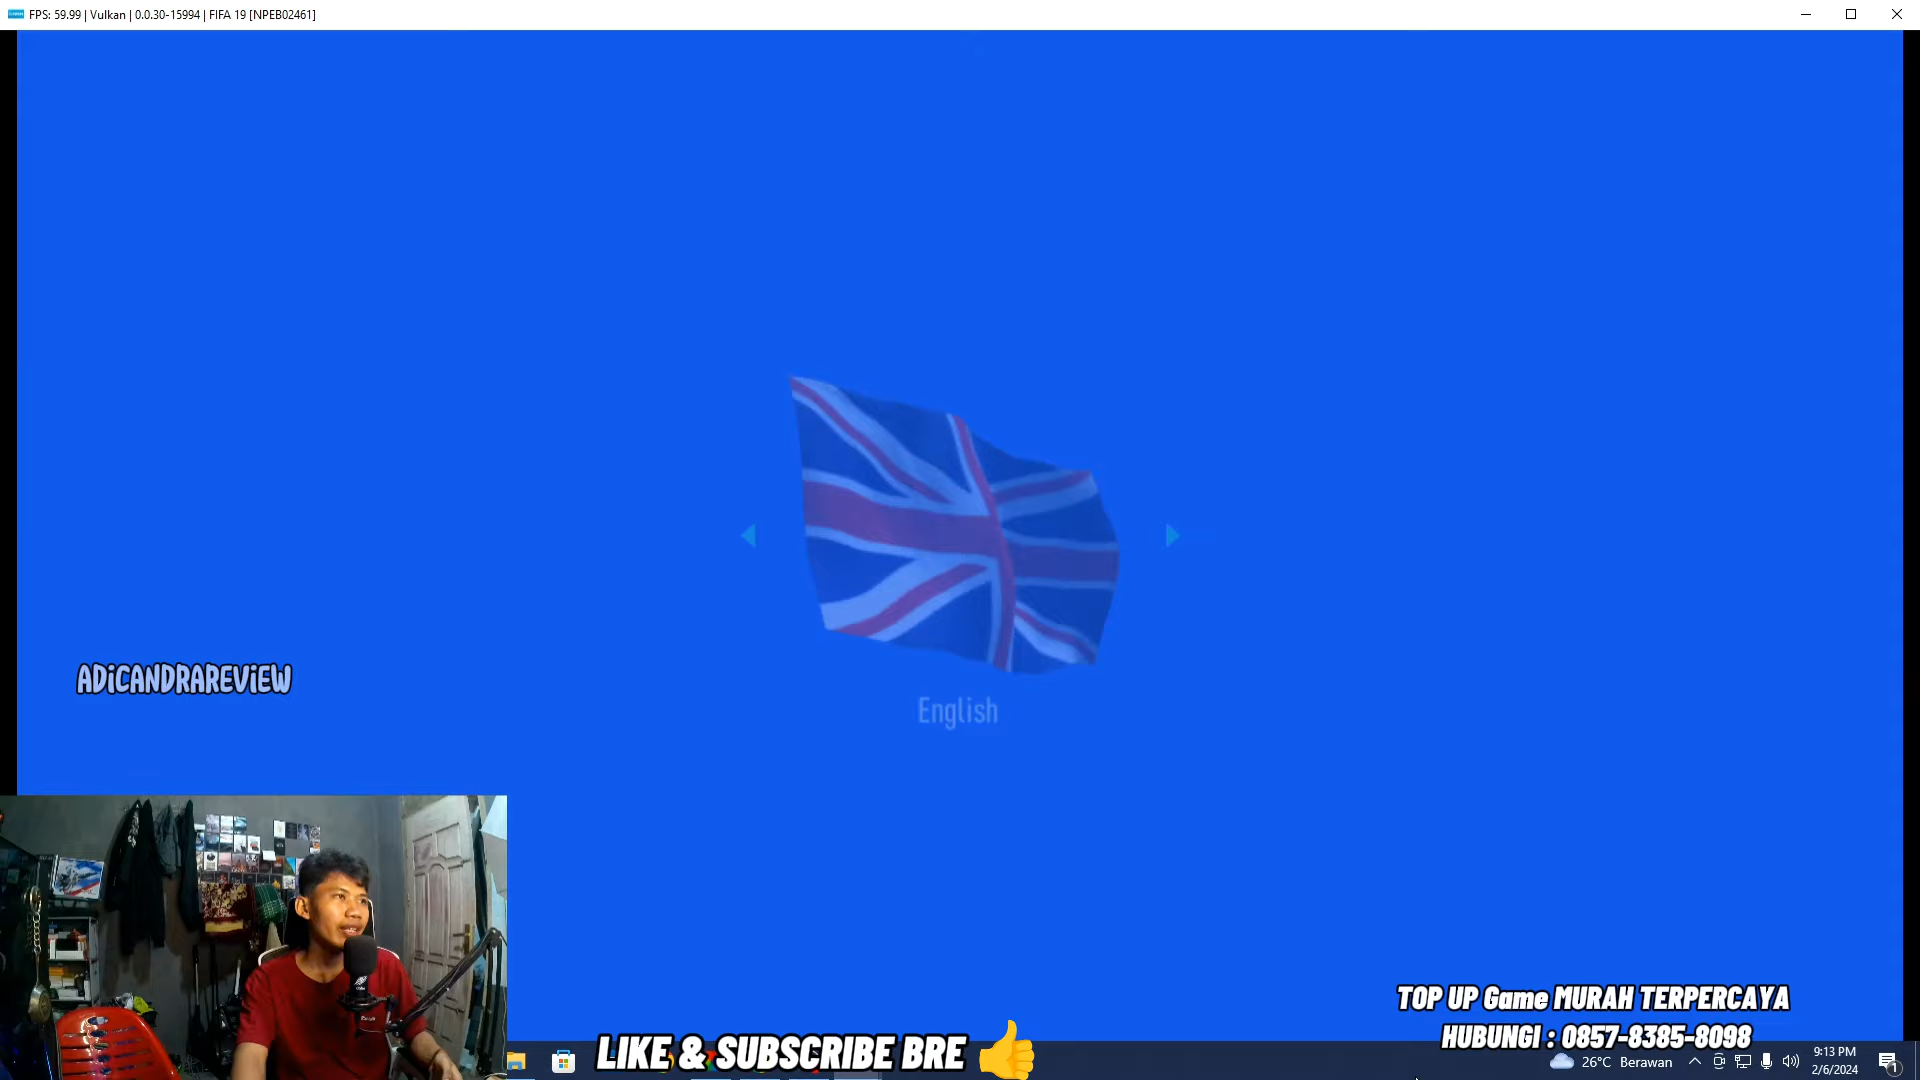 FPS: 59.99 | Vulkan | 0.0.30-15994 | FIFA 19 [NPEB02461]
ADiCANDRAREViEW
English
TOP UP Game MURAH TERPERCAYA
HUBUNGI : 0857-8385-8098
LIKE & SUBSCRIBE BRE
26°C Berawan
9:13 PM
2/6/2024
1